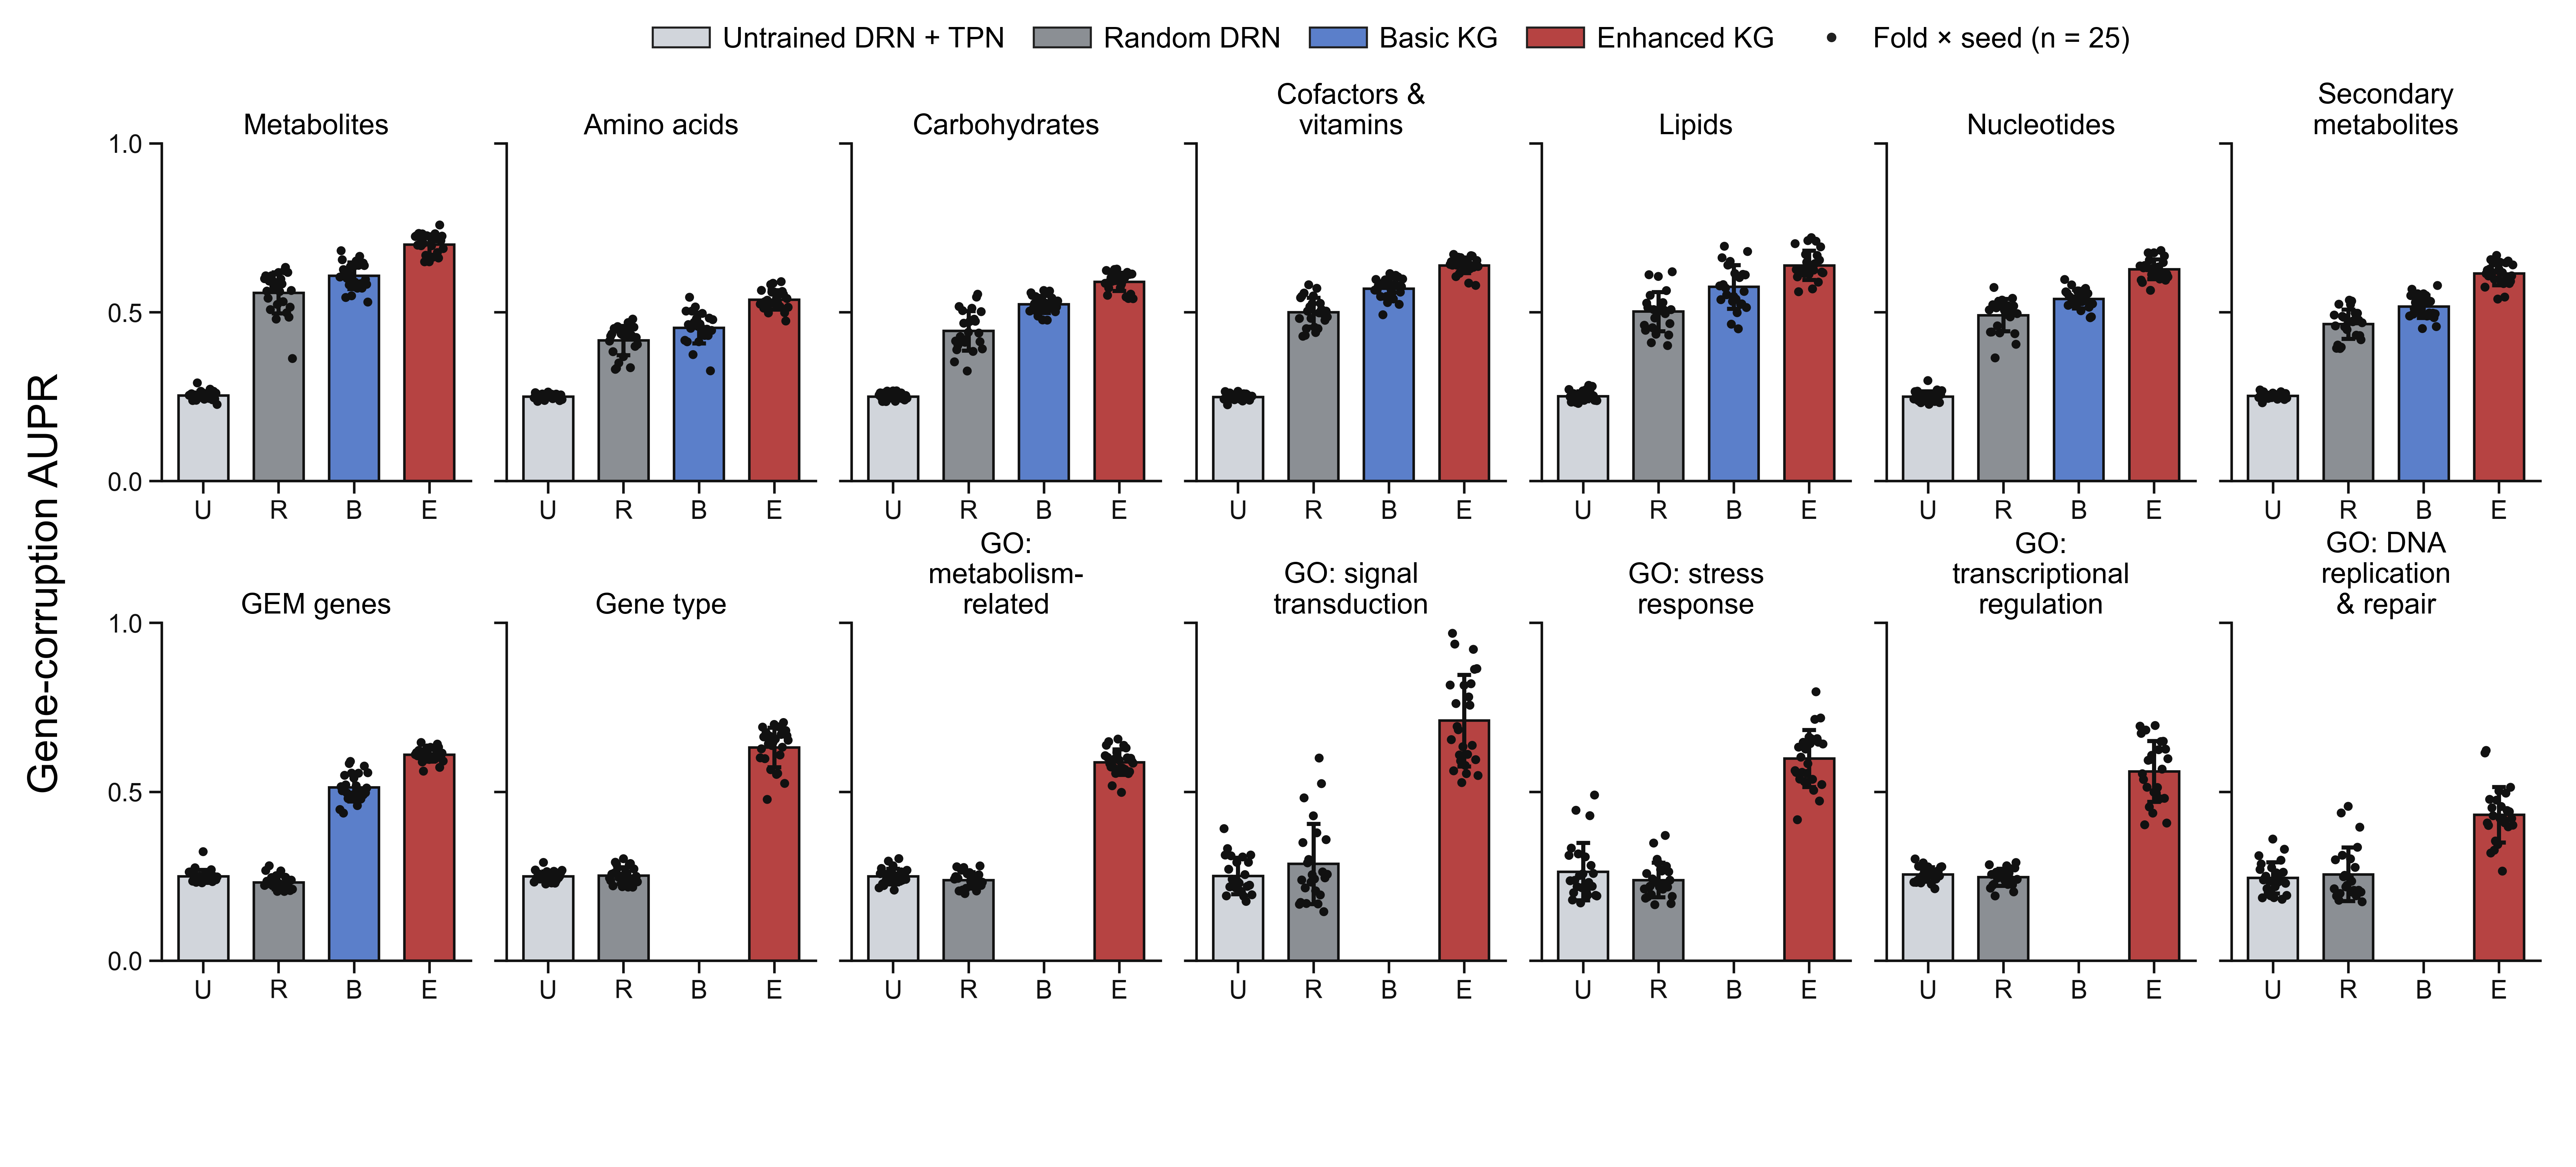 Untrained DRN + TPN Random DRN Basic KG Enhanced KG Fold × seed (n = 25)
Gene-corruption AUPR
Metabolites
1.0
0.5
0.0
U R B E
Amino acids
U R B E
Carbohydrates
U R B E
Cofactors &
vitamins
U R B E
Lipids
U R B E
Nucleotides
U R B E
Secondary
metabolites
U R B E
GEM genes
1.0
0.5
0.0
U R B E
Gene type
U R B E
GO:
metabolism-
related
U R B E
GO: signal
transduction
U R B E
GO: stress
response
U R B E
GO:
transcriptional
regulation
U R B E
GO: DNA
replication
& repair
U R B E